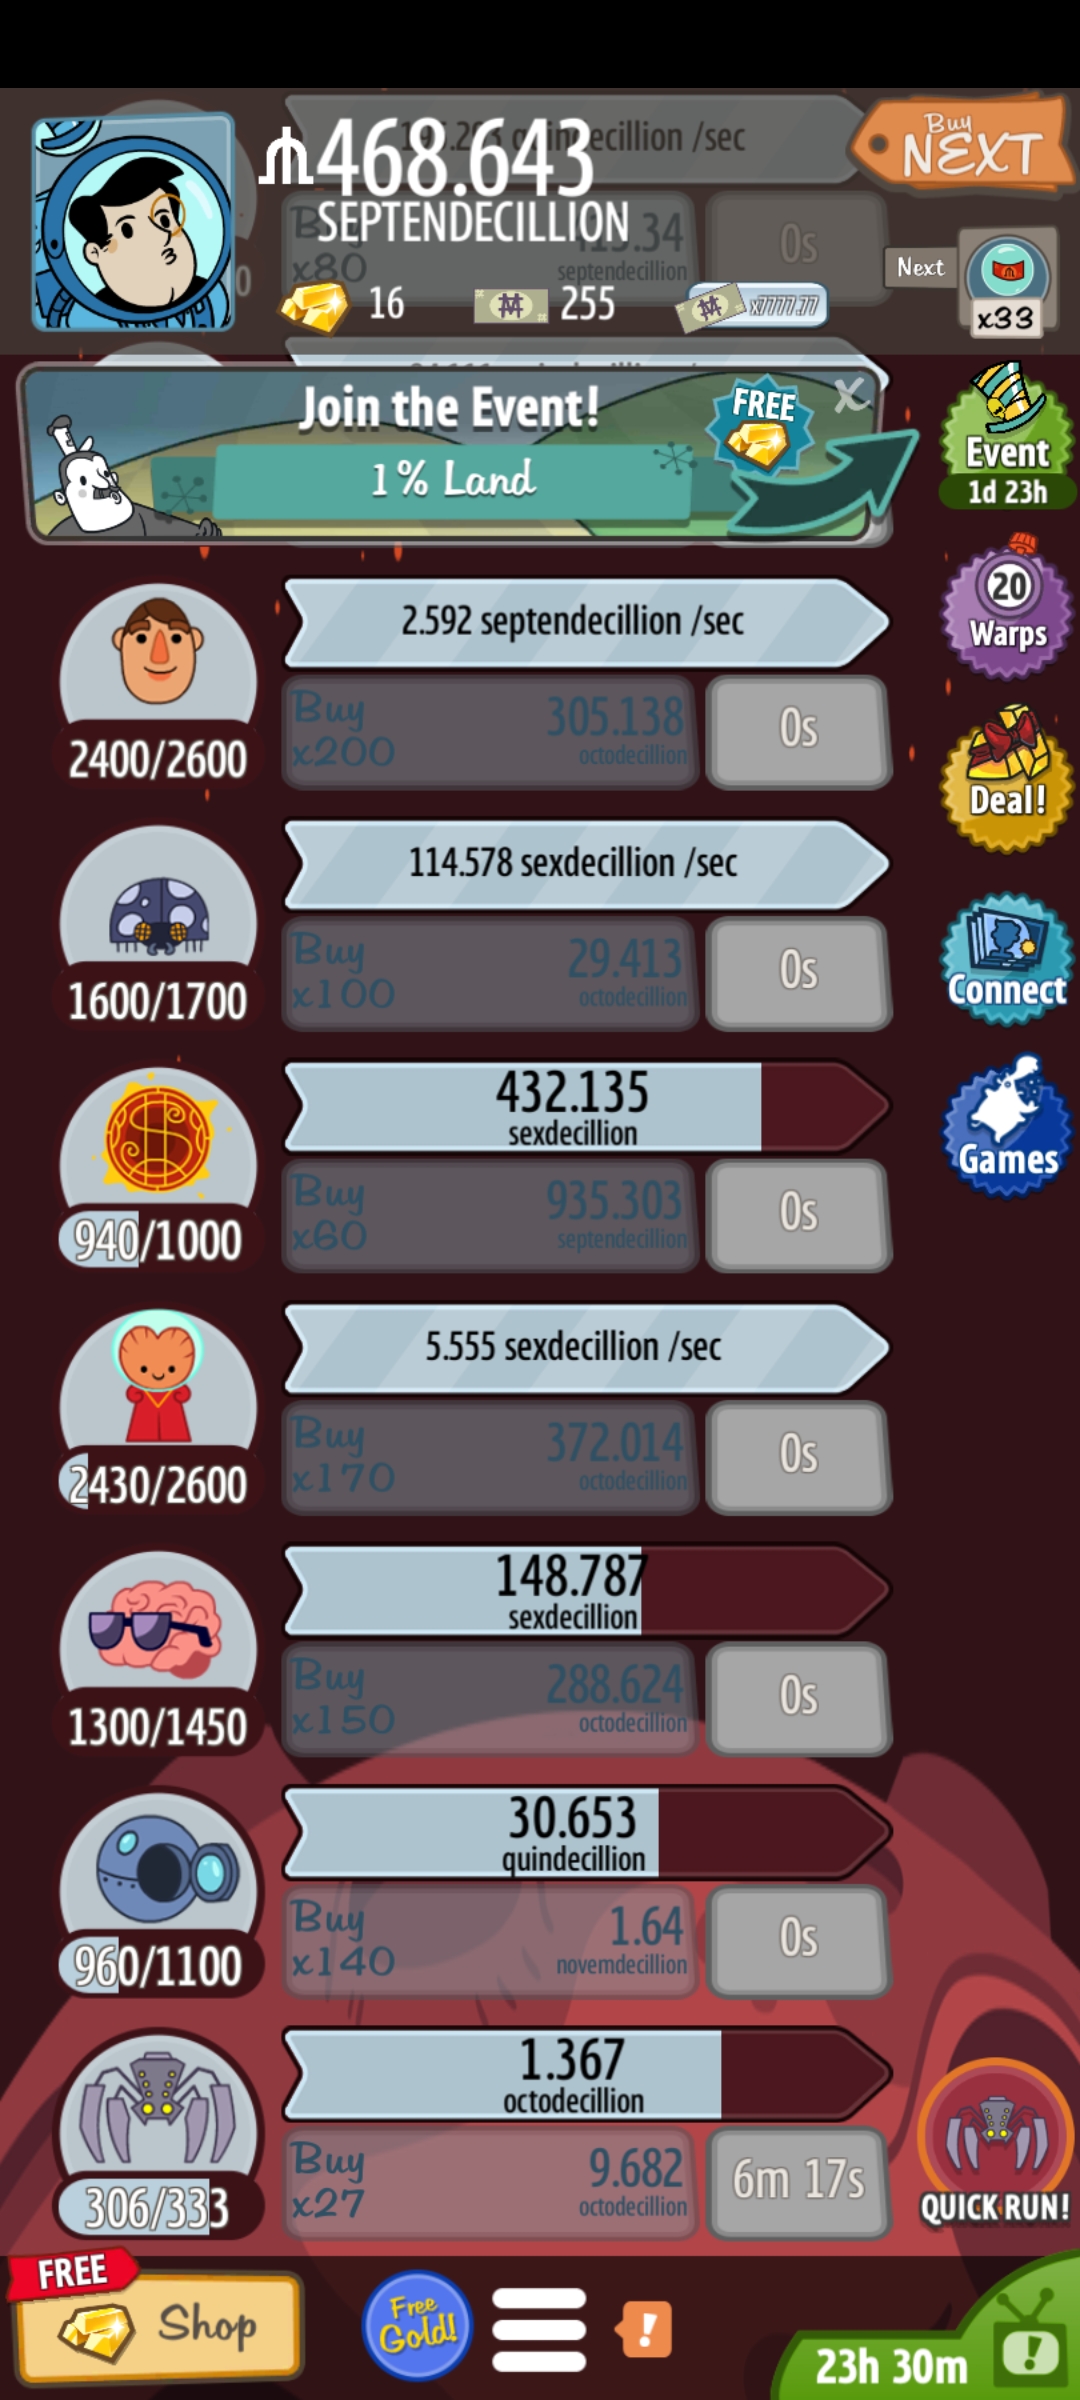 468.643
SEPTENDECILLION
quindecillion /sec
Buy
NEXT
Buy
x80
septendecillion
0s
16
255
x7777.77
Next
x33
Join the Event!
1% Land
FREE
X
Event
1d 23h
2.592 septendecillion /sec
Buy
x200
305.138
octodecillion
0s
2400/2600
20
Warps
Deal!
114.578 sexdecillion /sec
Buy
x100
29.413
octodecillion
0s
1600/1700
Connect
432.135
sexdecillion
Buy
x60
935.303
septendecillion
0s
940/1000
Games
5.555 sexdecillion /sec
Buy
x170
372.014
octodecillion
0s
2430/2600
148.787
sexdecillion
Buy
x150
288.624
octodecillion
0s
1300/1450
30.653
quindecillion
Buy
x140
1.64
novemdecillion
0s
960/1100
1.367
octodecillion
Buy
x27
9.682
octodecillion
6m 17s
306/333
QUICK RUN!
FREE
Shop
Free
Gold!
!
23h 30m
!